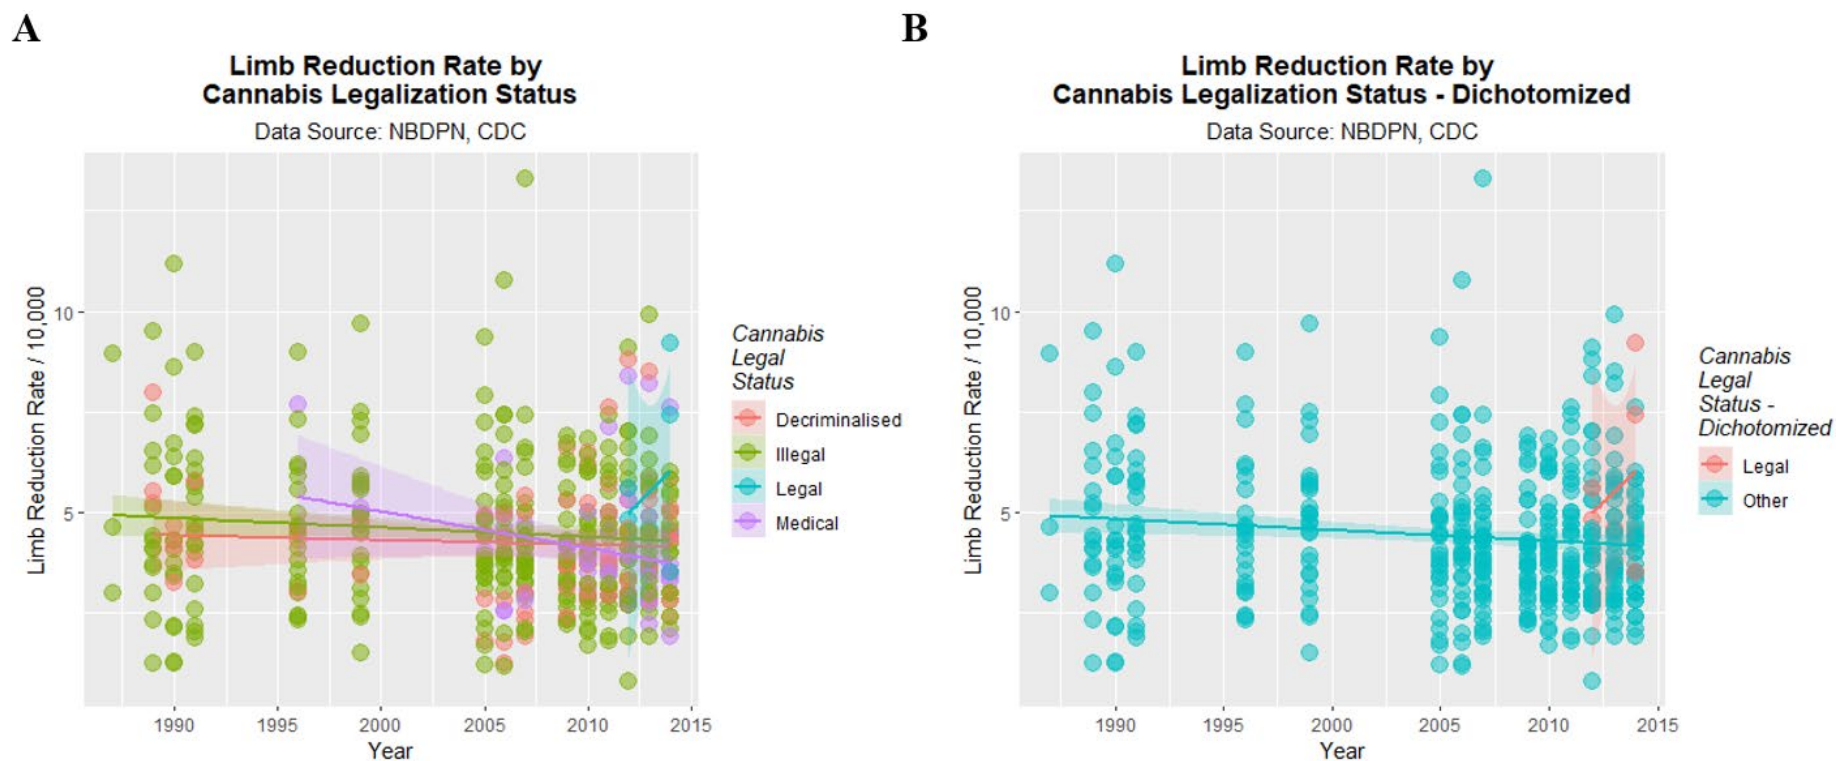 A
Limb Reduction Rate by
Cannabis Legalization Status
Data Source: NBDPN, CDC
Limb Reduction Rate / 10,000
10
5
1990
1995
2000
2005
2010
2015
Year
Cannabis
Legal
Status
Decriminalised
Illegal
Legal
Medical
B
Limb Reduction Rate by
Cannabis Legalization Status - Dichotomized
Data Source: NBDPN, CDC
Limb Reduction Rate / 10,000
10
5
1990
1995
2000
2005
2010
2015
Year
Cannabis
Legal
Status -
Dichotomized
Legal
Other